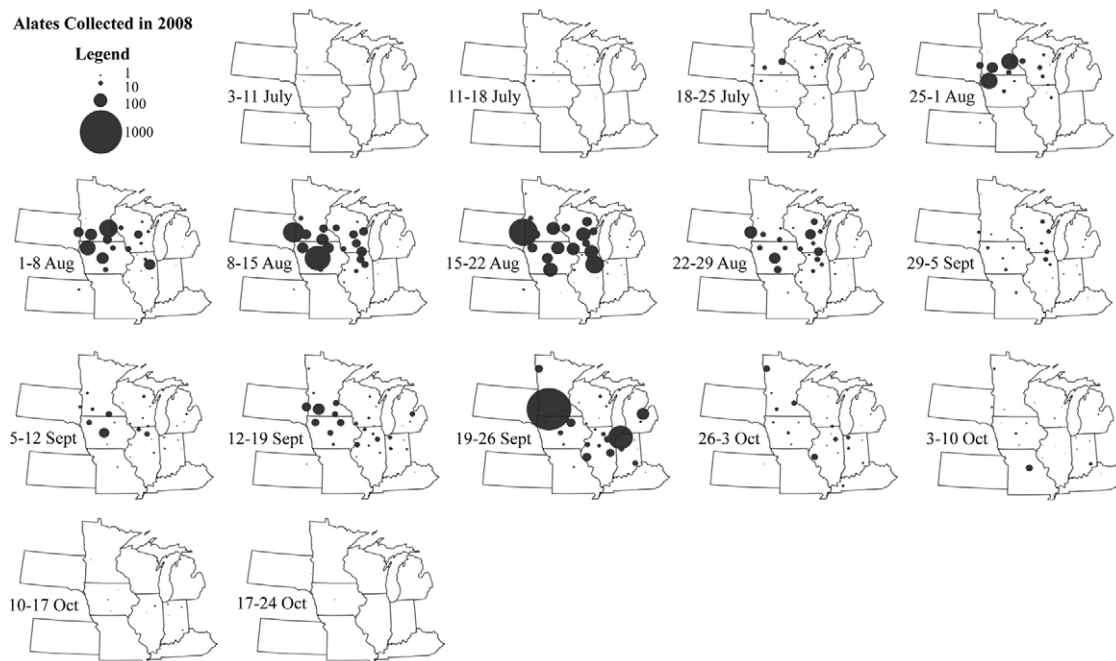 Alates Collected in 2008
Legend
1
10
100
1000
3-11 July
11-18 July
18-25 July
25-1 Aug
1-8 Aug
8-15 Aug
15-22 Aug
22-29 Aug
29-5 Sept
5-12 Sept
12-19 Sept
19-26 Sept
26-3 Oct
3-10 Oct
10-17 Oct
17-24 Oct